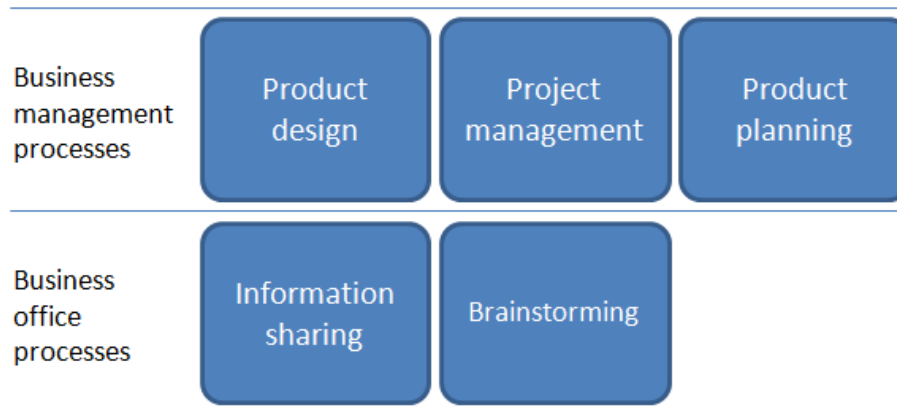 Business
management
processes
Product
design
Project
management
Product
planning
Business
office
processes
Information
sharing
Brainstorming